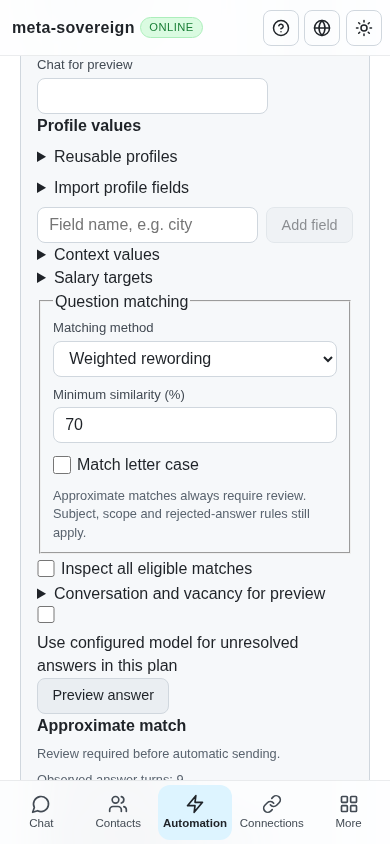 meta-sovereign ONLINE
Chat for preview
Profile values
Reusable profiles
Import profile fields
Field name, e.g. city Add field
Context values
Salary targets
Question matching
Matching method
Weighted rewording
Minimum similarity (%)
70
Match letter case
Approximate matches always require review.
Subject, scope and rejected-answer rules still
apply.
Inspect all eligible matches
Conversation and vacancy for preview
Use configured model for unresolved
answers in this plan
Preview answer
Approximate match
Review required before automatic sending.
Observed answer turns: 9
Chat Contacts Automation Connections More